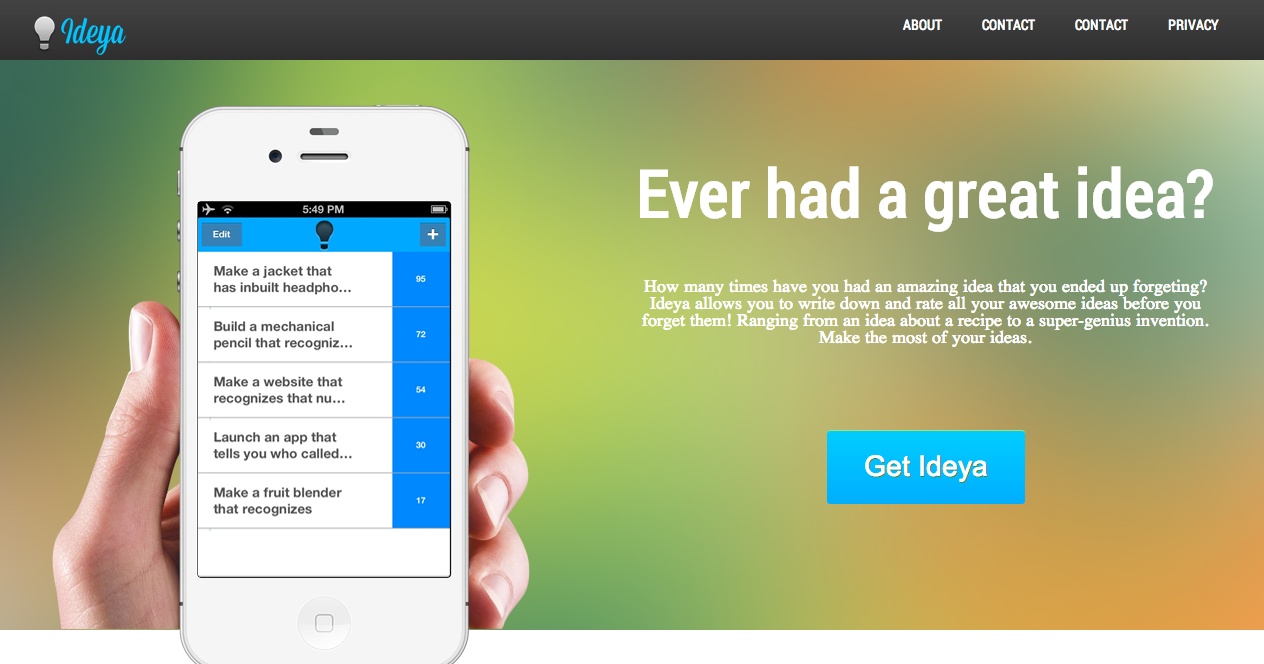 Ideya
ABOUT CONTACT CONTACT PRIVACY
5:49 PM
Edit +
Make a jacket that
has inbuilt headpho...
95
Build a mechanical
pencil that recogniz...
72
Make a website that
recognizes that nu...
54
Launch an app that
tells you who called...
30
Make a fruit blender
that recognizes
17
Ever had a great idea?
How many times have you had an amazing idea that you ended up forgeting?
Ideya allows you to write down and rate all your awesome ideas before you
forget them! Ranging from an idea about a recipe to a super-genius invention.
Make the most of your ideas.
Get Ideya